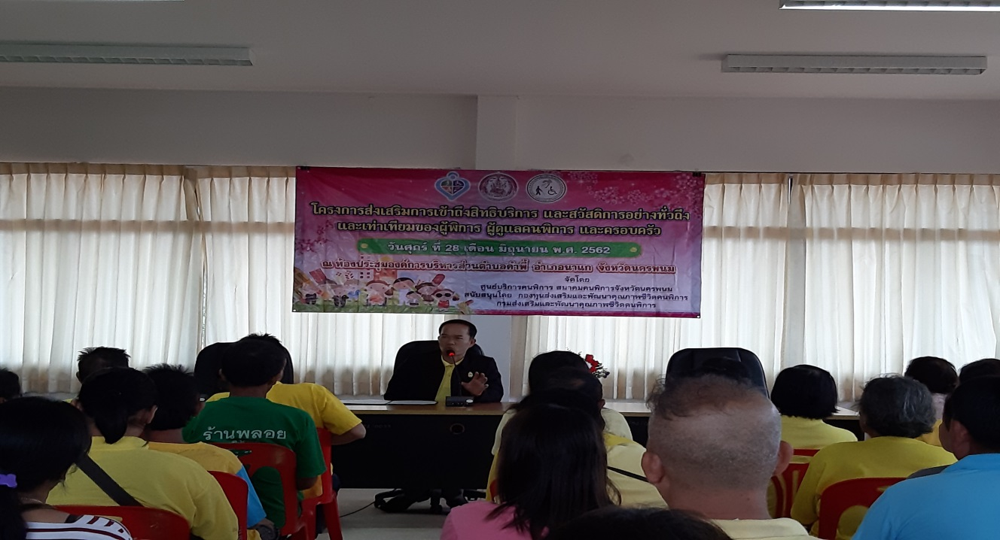 โครงการส่งเสริมการเข้าถึงสิทธิบริการ และสวัสดิการอย่างทั่วถึง
และเท่าเทียมของผู้พิการ ผู้ดูแลคนพิการ และครอบครัว
วันศุกร์ ที่ 28 เดือน มิถุนายน พ.ศ. 2562
ณ ห้องประชุมองค์การบริหารส่วนตำบลคำพี้ อำเภอนาแก จังหวัดนครพนม
จัดโดย
ศูนย์บริการคนพิการ สมาคมคนพิการจังหวัดนครพนม
สนับสนุนโดย กองทุนส่งเสริมและพัฒนาคุณภาพชีวิตคนพิการ
กรมส่งเสริมและพัฒนาคุณภาพชีวิตคนพิการ
ร้านพลอย